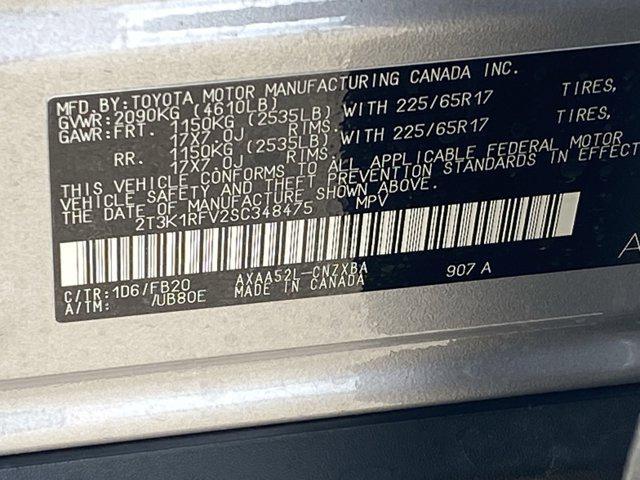 MFD.BY:TOYOTA MOTOR MANUFACTURING CANADA INC.
GVWR:2090KG (4610LB)
GAWR:FRT. 1150KG (2535LB) WITH 225/65R17 TIRES,
17X7.0J RIMS,
RR. 1150KG (2535LB) WITH 225/65R17 TIRES,
17X7.0J RIMS,
THIS VEHICLE CONFORMS TO ALL APPLICABLE FEDERAL MOTOR
VEHICLE SAFETY AND THEFT PREVENTION STANDARDS IN EFFECT
THE DATE OF MANUFACTURE SHOWN ABOVE.
2T3K1RFV2SC348475 MPV
C/TR:1D6/FB20 AXAA52L-CNZXBA 907 A
A/TM: /UB80E MADE IN CANADA